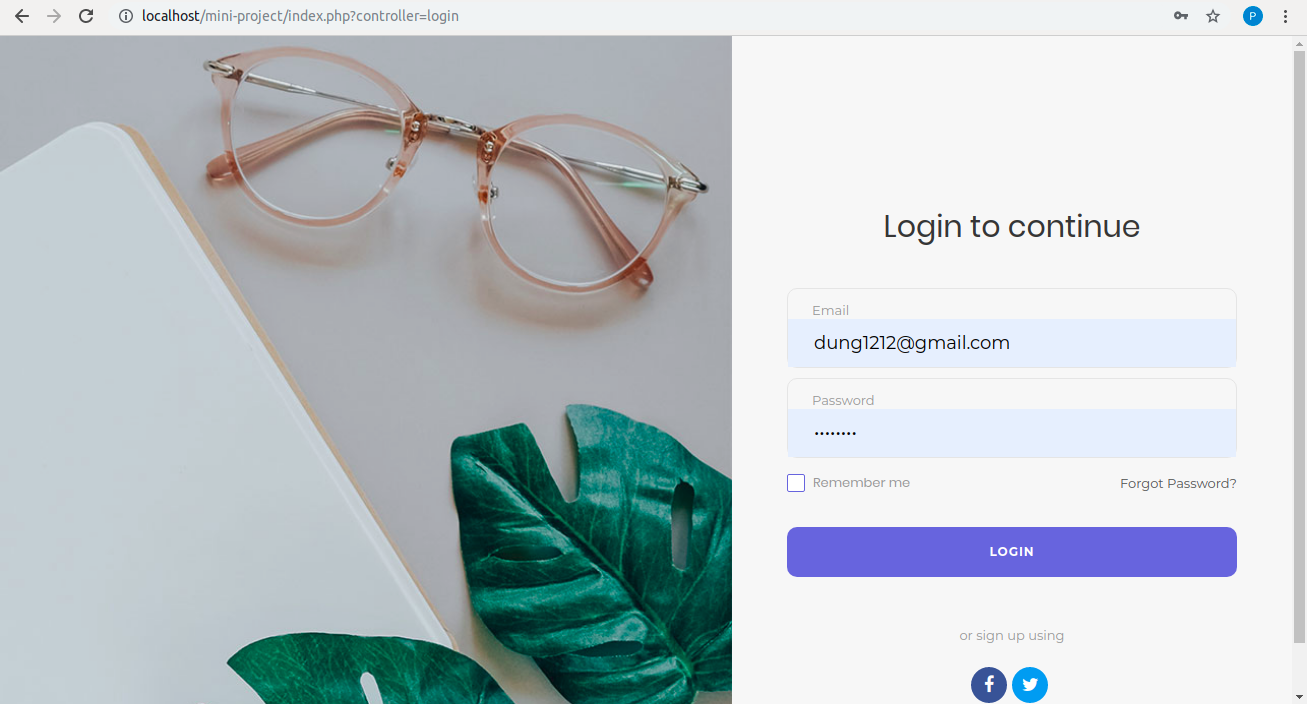 localhost/mini-project/index.php?controller=login
P
Login to continue
Email
dung1212@gmail.com
Password
••••••••
Remember me
Forgot Password?
LOGIN
or sign up using